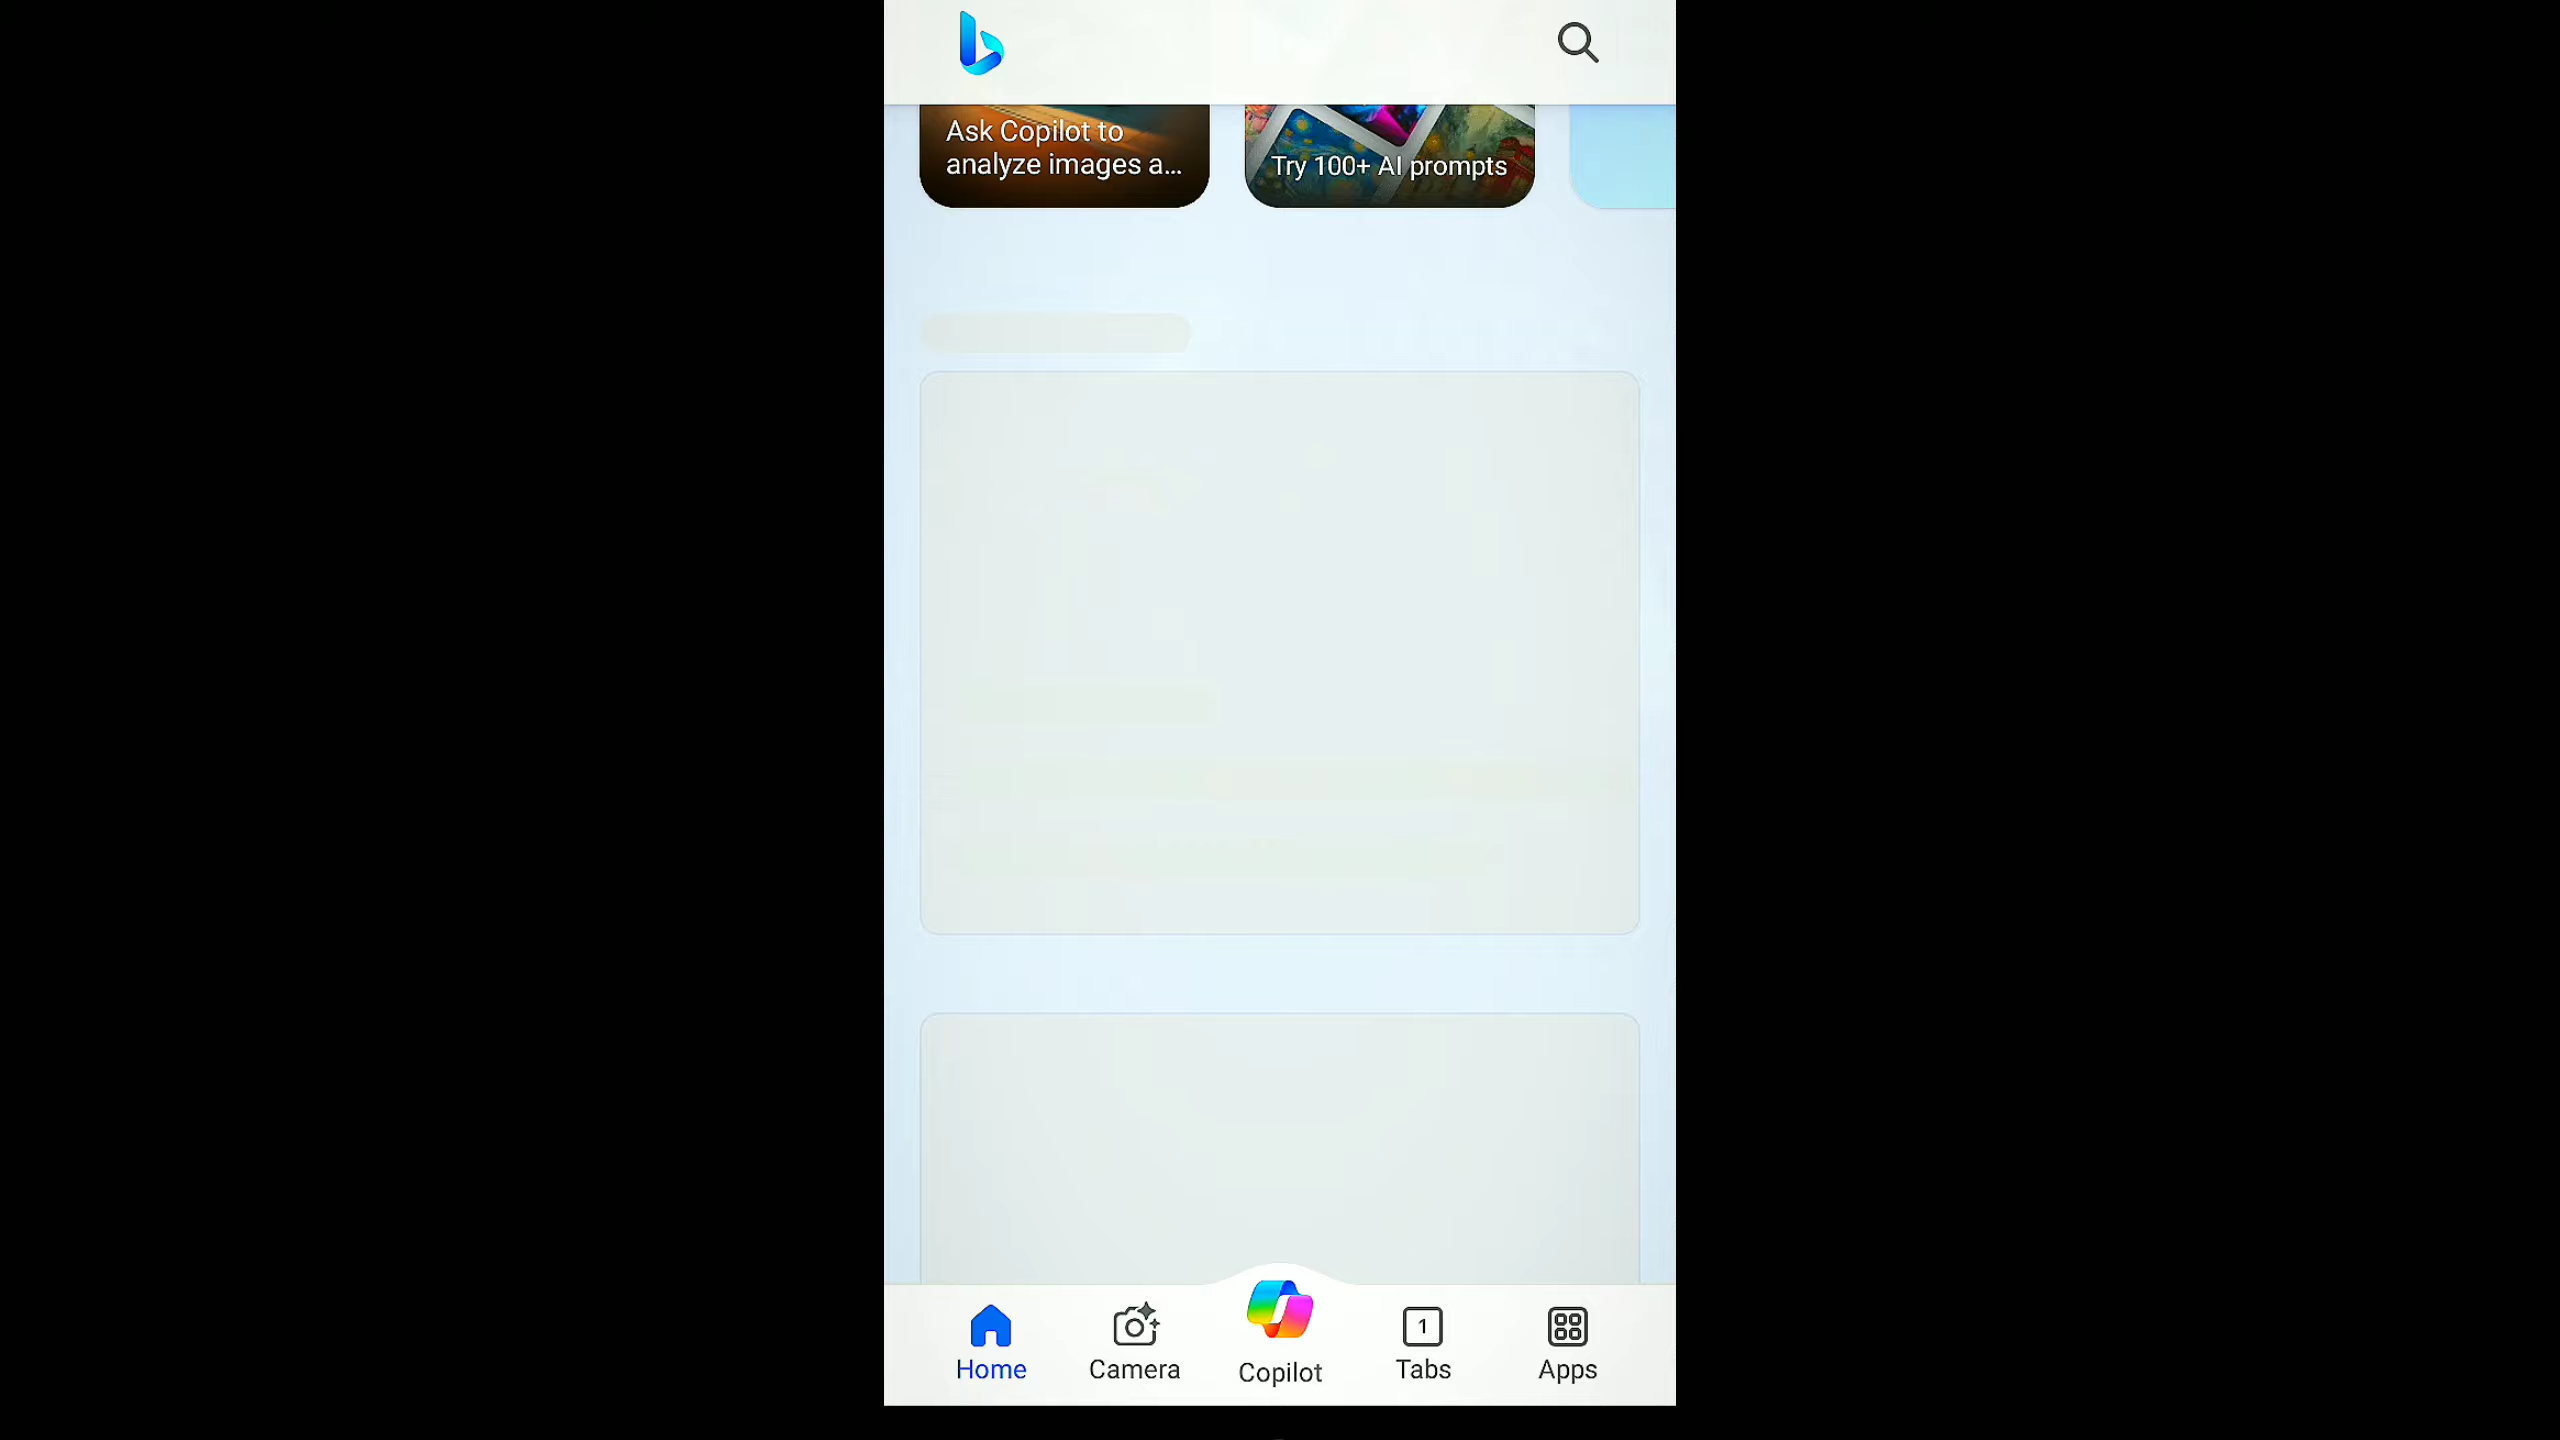 Ask Copilot to
analyze images a...
Try 100+ AI prompts
1
Home
Camera
Copilot
Tabs
Apps